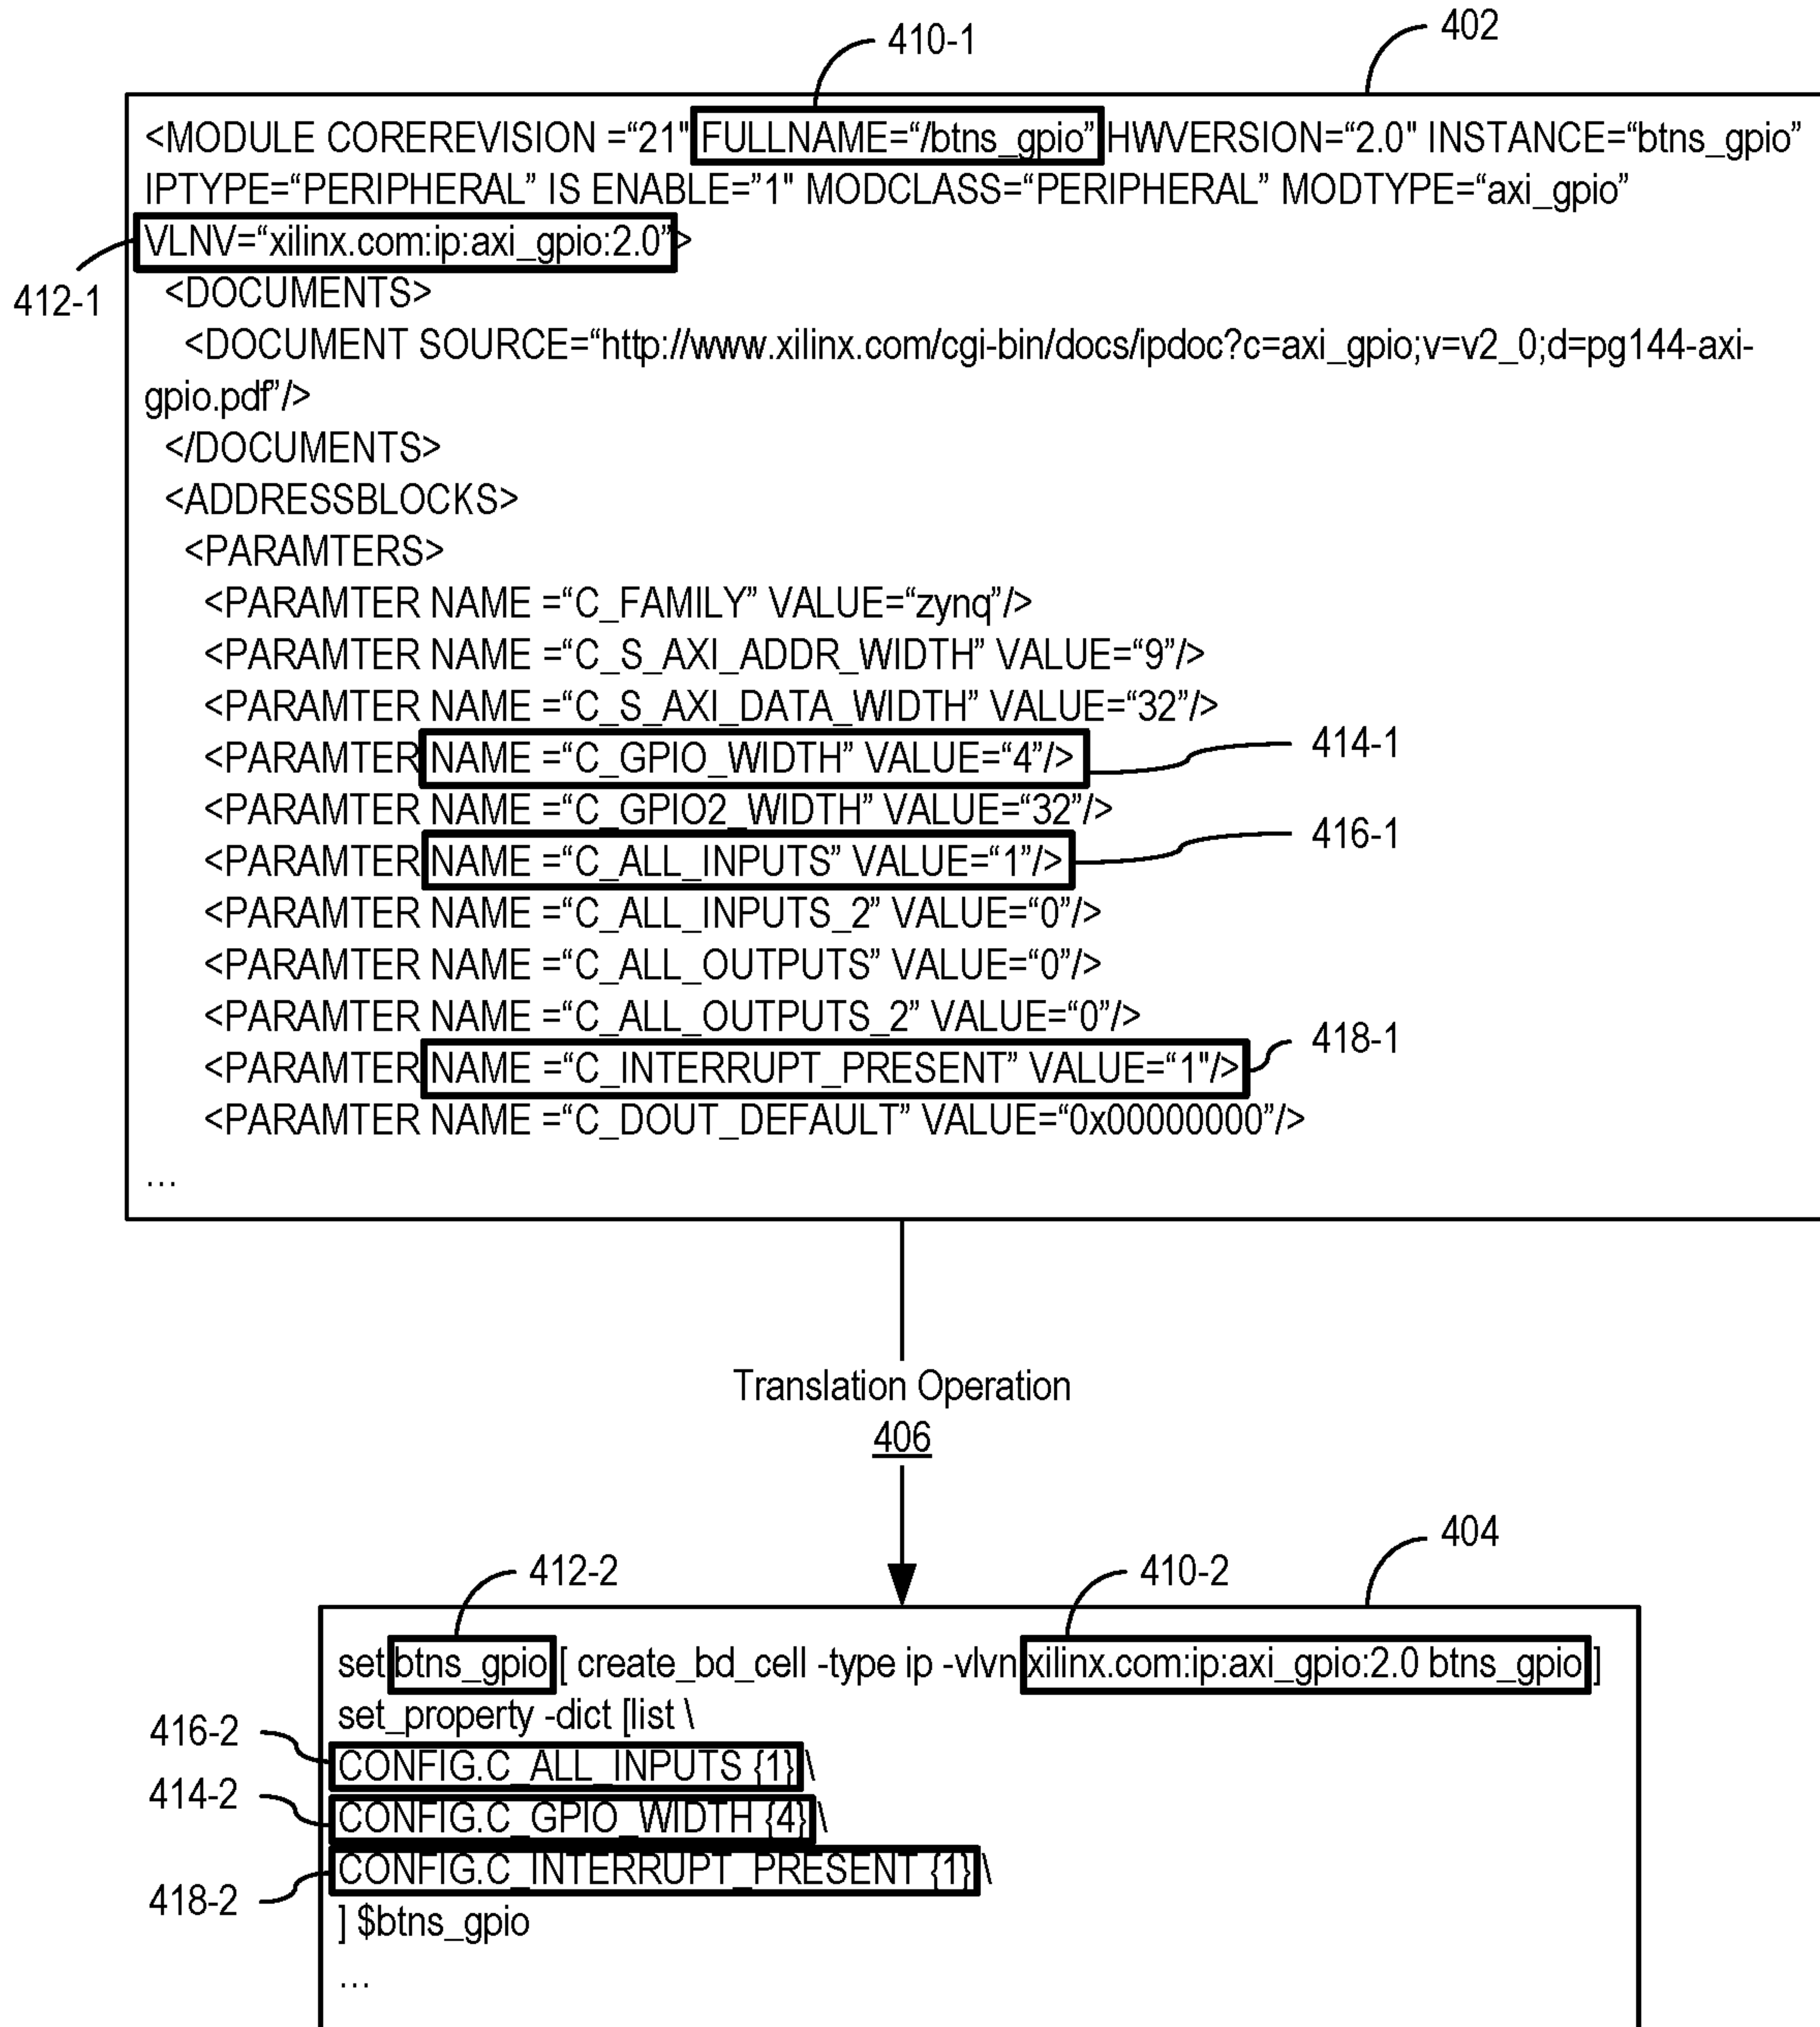 410-1
402
<MODULE COREREVISION ="21" FULLNAME="/btns_gpio" HWVERSION="2.0" INSTANCE="btns_gpio"
IPTYPE="PERIPHERAL" IS ENABLE="1" MODCLASS="PERIPHERAL" MODTYPE="axi_gpio"
VLNV="xilinx.com:ip:axi_gpio:2.0">
412-1
<DOCUMENTS>
<DOCUMENT SOURCE="http://www.xilinx.com/cgi-bin/docs/ipdoc?c=axi_gpio;v=v2_0;d=pg144-axi-
gpio.pdf"/>
</DOCUMENTS>
<ADDRESSBLOCKS>
<PARAMTERS>
<PARAMTER NAME ="C_FAMILY" VALUE="zynq"/>
<PARAMTER NAME ="C_S_AXI_ADDR_WIDTH" VALUE="9"/>
<PARAMTER NAME ="C_S_AXI_DATA_WIDTH" VALUE="32"/>
<PARAMTER NAME ="C_GPIO_WIDTH" VALUE="4"/>
414-1
<PARAMTER NAME ="C_GPIO2_WIDTH" VALUE="32"/>
<PARAMTER NAME ="C_ALL_INPUTS" VALUE="1"/>
416-1
<PARAMTER NAME ="C_ALL_INPUTS_2" VALUE="0"/>
<PARAMTER NAME ="C_ALL_OUTPUTS" VALUE="0"/>
<PARAMTER NAME ="C_ALL_OUTPUTS_2" VALUE="0"/>
<PARAMTER NAME ="C_INTERRUPT_PRESENT" VALUE="1"/>
418-1
<PARAMTER NAME ="C_DOUT_DEFAULT" VALUE="0x00000000"/>
...
Translation Operation
406
404
412-2
410-2
set btns_gpio [ create_bd_cell -type ip -vlvn xilinx.com:ip:axi_gpio:2.0 btns_gpio ]
set_property -dict [list \
416-2
CONFIG.C_ALL_INPUTS {1} \
414-2
CONFIG.C_GPIO_WIDTH {4} \
CONFIG.C_INTERRUPT_PRESENT {1} \
418-2
] $btns_gpio
...